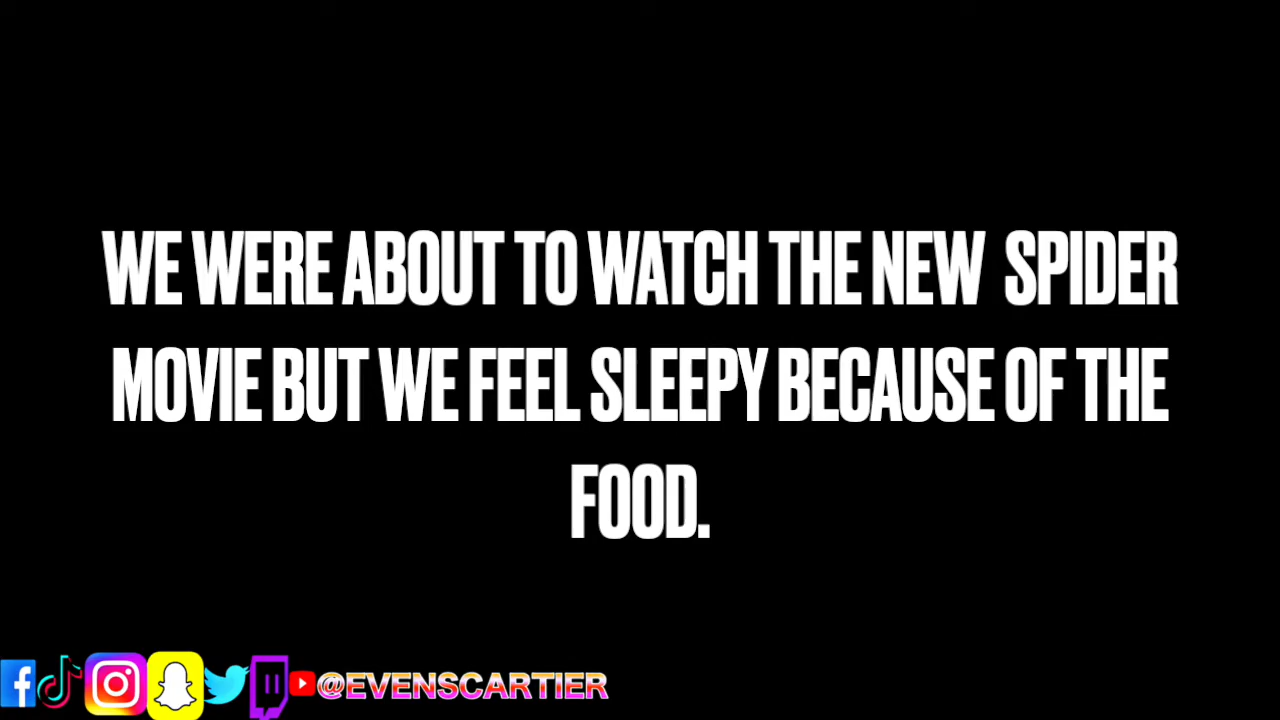 WE WERE ABOUT TO WATCH THE NEW SPIDER
MOVIE BUT WE FEEL SLEEPY BECAUSE OF THE
FOOD.
@EVENSCARTIER